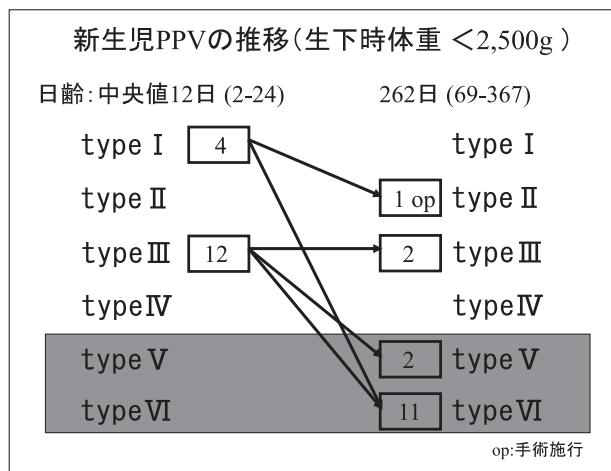 新生児PPVの推移(生下時体重 <2,500g )
日齢:中央値12日 (2-24) 262日 (69-367)
type Ⅰ 4 type Ⅰ
type Ⅱ 1 op type Ⅱ
type Ⅲ 12 2 type Ⅲ
type Ⅳ type Ⅳ
type Ⅴ 2 type Ⅴ
type Ⅵ 11 type Ⅵ
op:手術施行